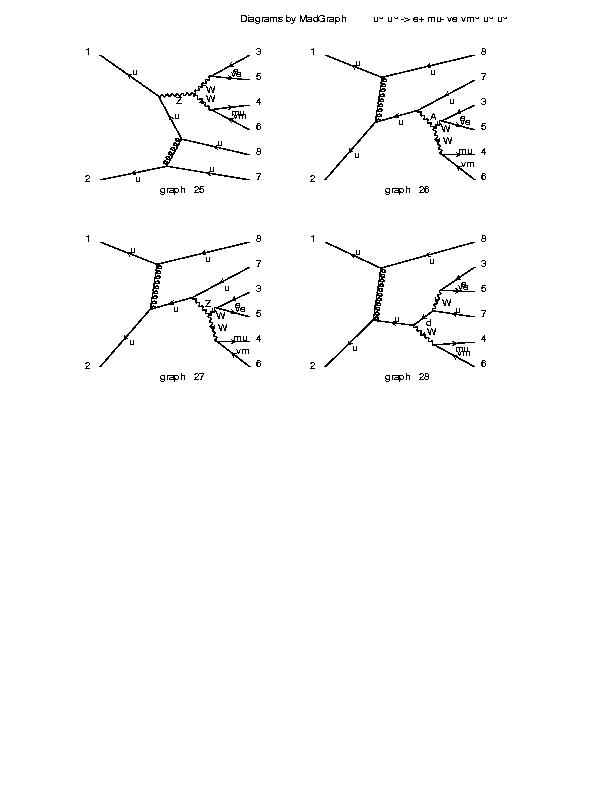 Diagrams by MadGraph u~ u~ -> e+ mu- ve vm~ u~ u~
1 3 1 8
u e u
ve 5 u 7
W u
Z W 4 A 3
mu e
u vm W ve 5
6 u W
u 8 mu 4
2 u u 7 2 u vm 6
graph 25 graph 26
1 8 1 8
u u u u
7 3
u ve
e
3 5
Z e W
u W ve 5 u d u 7
W W
u mu 4 u mu 4
vm vm
2 6 2 6
graph 27 graph 28